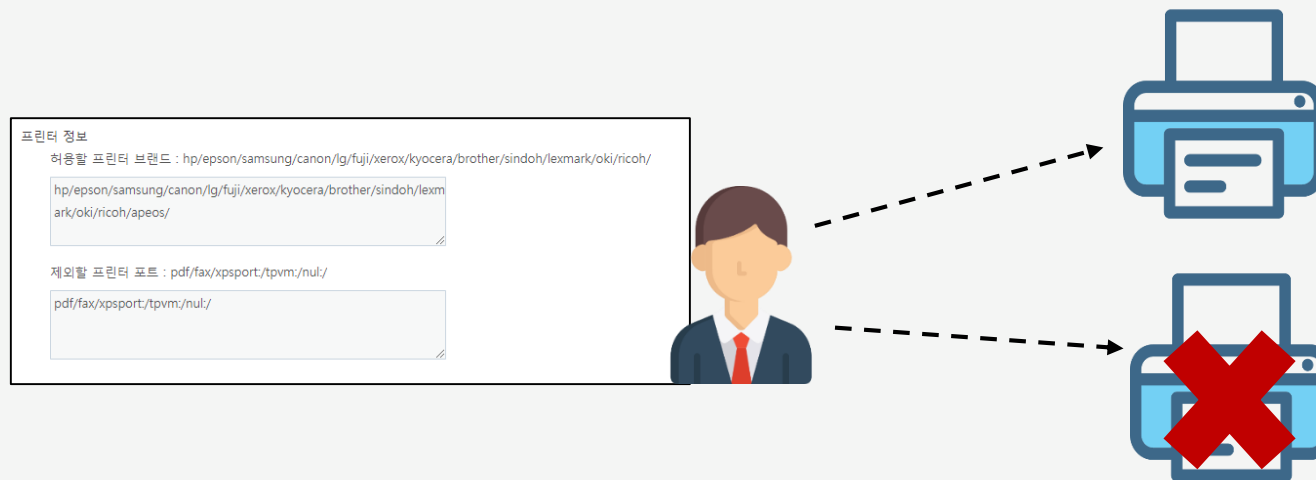 프린터 정보
허용할 프린터 브랜드 : hp/epson/samsung/canon/lg/fuji/xerox/kyocera/brother/sindoh/lexmark/oki/ricoh/
hp/epson/samsung/canon/lg/fuji/xerox/kyocera/brother/sindoh/lexm
ark/oki/ricoh/apeos/
제외할 프린터 포트 : pdf/fax/xpsport:/tpvm:/nul:/
pdf/fax/xpsport:/tpvm:/nul:/